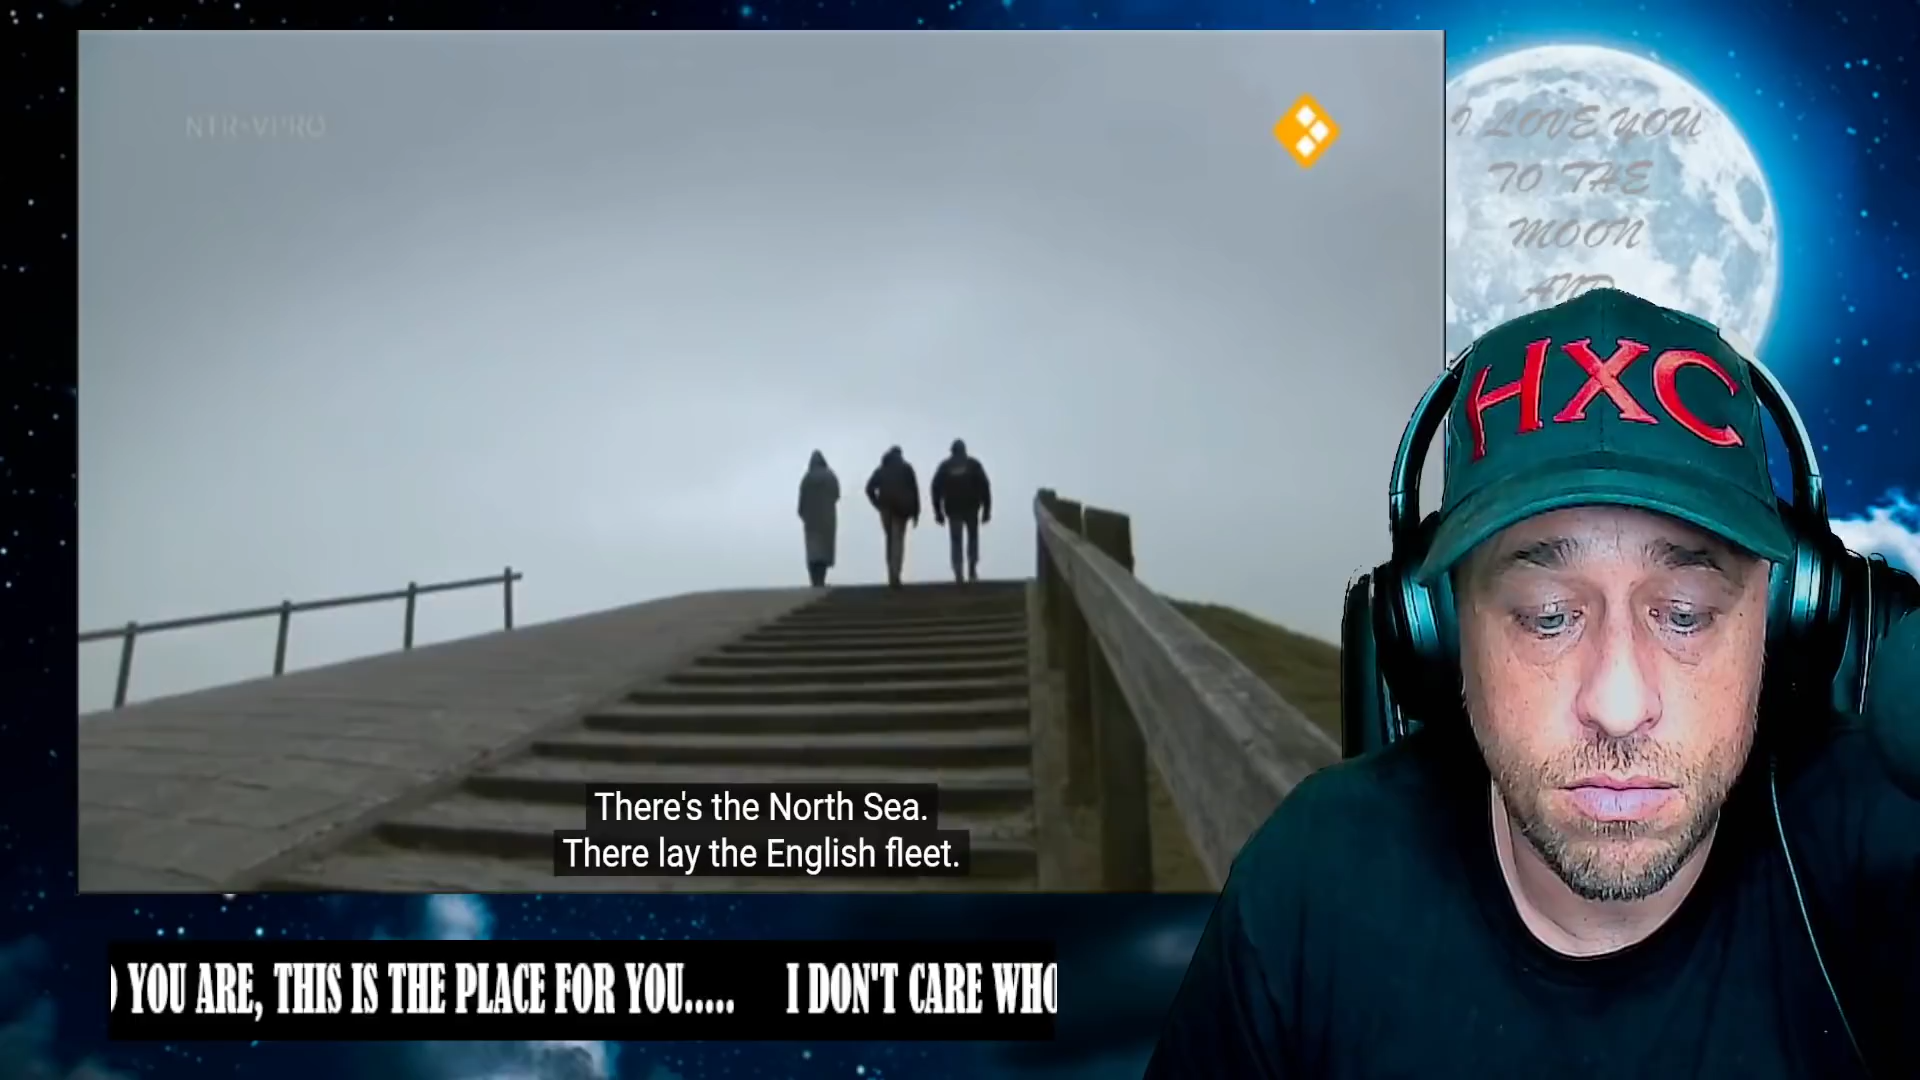 NTR•VPRO
I LOVE YOU
TO THE
MOON
AND
HXC
There's the North Sea.
There lay the English fleet.
YOU ARE, THIS IS THE PLACE FOR YOU..... I DON'T CARE WHO